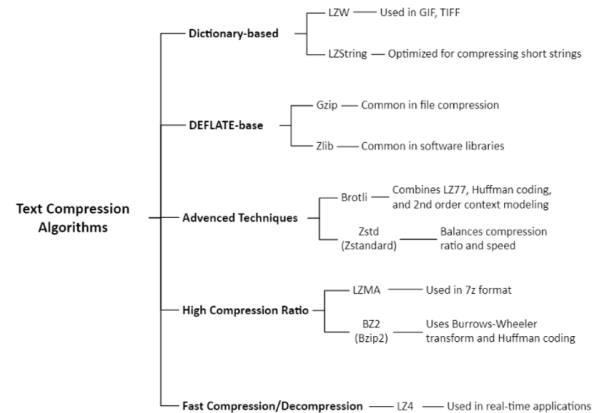 Text Compression
Algorithms
Dictionary-based
LZW
Used in GIF, TIFF
LZString
Optimized for compressing short strings
DEFLATE-base
Gzip
Common in file compression
Zlib
Common in software libraries
Advanced Techniques
Brotli
Combines LZ77, Huffman coding,
and 2nd order context modeling
Zstd
(Zstandard)
Balances compression
ratio and speed
High Compression Ratio
LZMA
Used in 7z format
BZ2
(Bzip2)
Uses Burrows-Wheeler
transform and Huffman coding
Fast Compression/Decompression
LZ4
Used in real-time applications